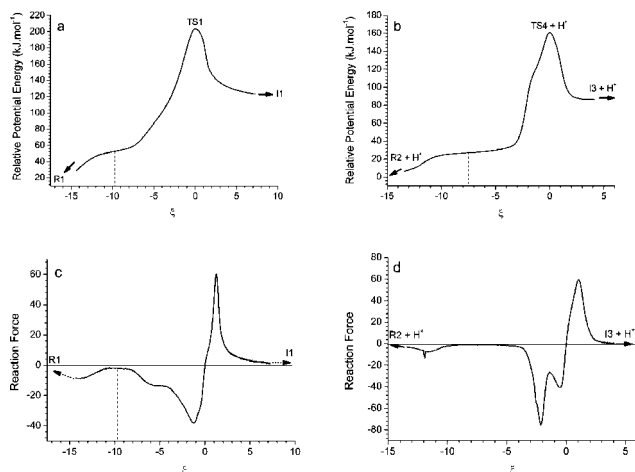 a
TS1
Relative Potential Energy (kJ.mol⁻¹)
220
200
180
160
140
120
100
80
60
40
20
R1
I1
-15 -10 -5 0 5 10
ξ
b
TS4 + H⁺
Relative Potential Energy (kJ.mol⁻¹)
160
140
120
100
80
60
40
20
0
R2 + H⁺
I3 + H⁺
-15 -10 -5 0 5
ξ
c
Reaction Force
60
40
20
0
-20
-40
R1
I1
-15 -10 -5 0 5 10
ξ
d
Reaction Force
80
60
40
20
0
-20
-40
-60
-80
R2 + H⁺
I3 + H⁺
-15 -10 -5 0 5
ξ